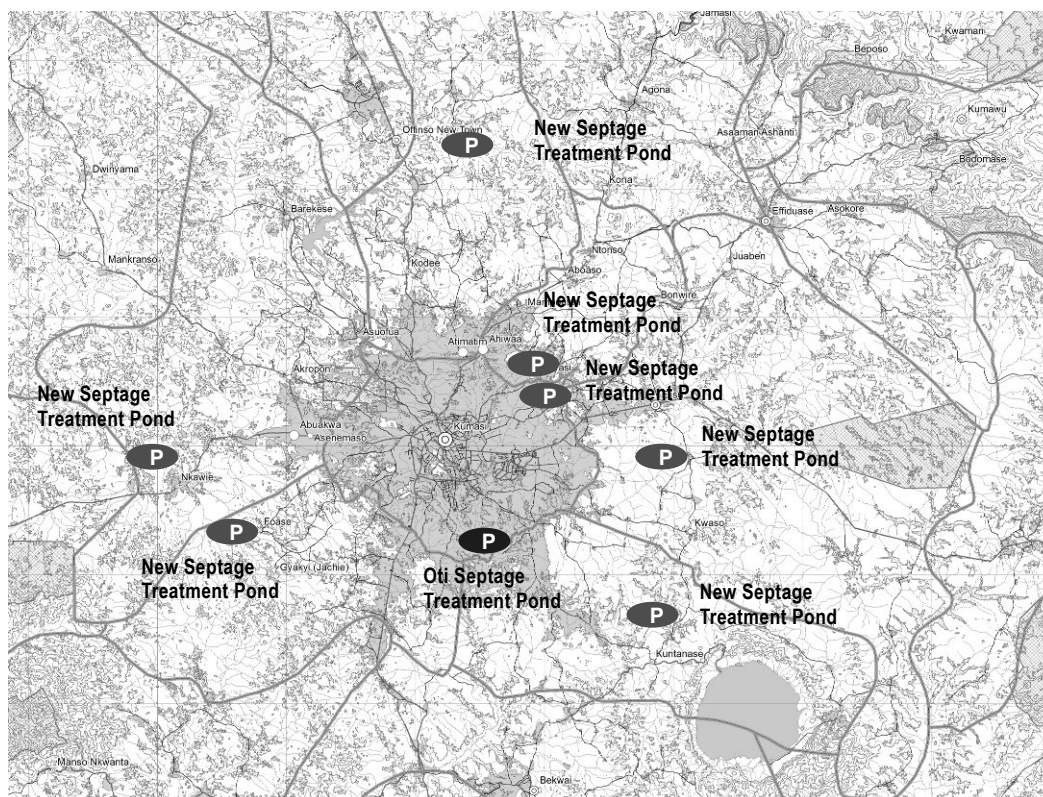 Jamasi
Kwaman
Beposo
Agona
Kumawu
Offinso New Town
New Septage
Treatment Pond
P
Asaaman Ashanti
Bodomase
Dwinyama
Kona
Barekese
Effiduase
Asokore
Mankranso
Kodee
Ntonso
Juaben
Aboaso
Bonwire
New Septage
Treatment Pond
Asuofua
Atimatim
Ahiwaa
P
Akropon
New Septage
Treatment Pond
P
New Septage
Treatment Pond
Abuakwa
Asenemaso
Kumasi
New Septage
Treatment Pond
P
P
Nkawie
Foase
P
Kwaso
P
New Septage
Treatment Pond
Gyakyi (Jachie)
Oti Septage
Treatment Pond
New Septage
Treatment Pond
P
Kuntanase
Manso Nkwanta
Bekwai